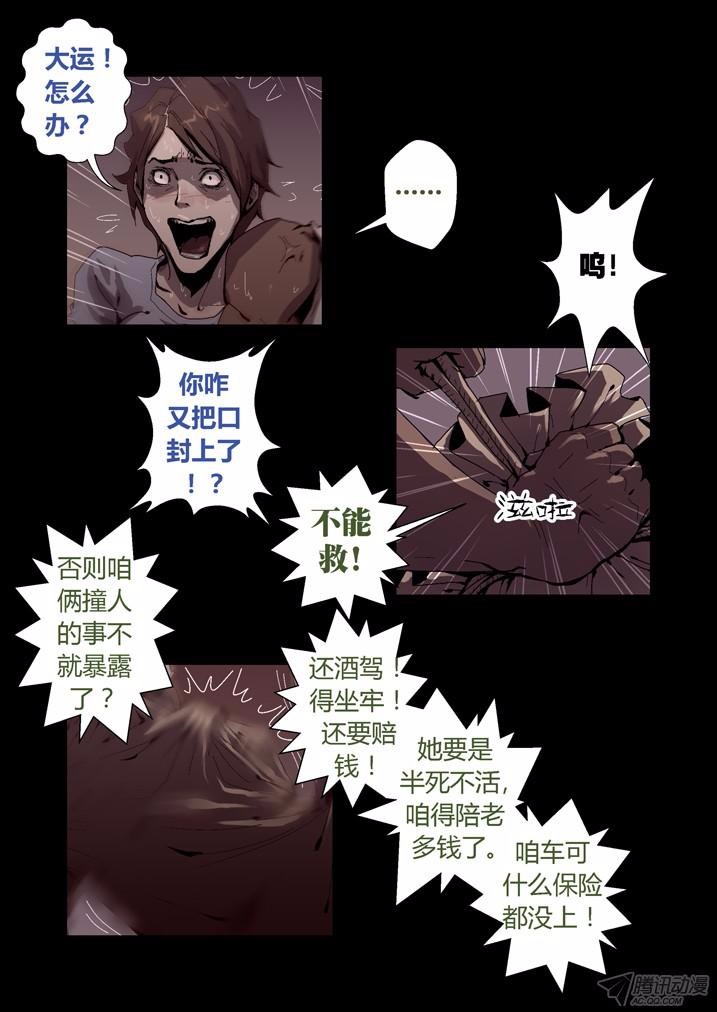 大运！
怎么
办？
……
呜！
你咋
又把口
封上了
！？
滋啦
不能
救！
否则咱
俩撞人
的事不
就暴露
了？
还酒驾！
得坐牢！
还要赔
钱！
她要是
半死不活，
咱得陪老
多钱了。
咱车可
什么保险
都没上！
腾讯动漫